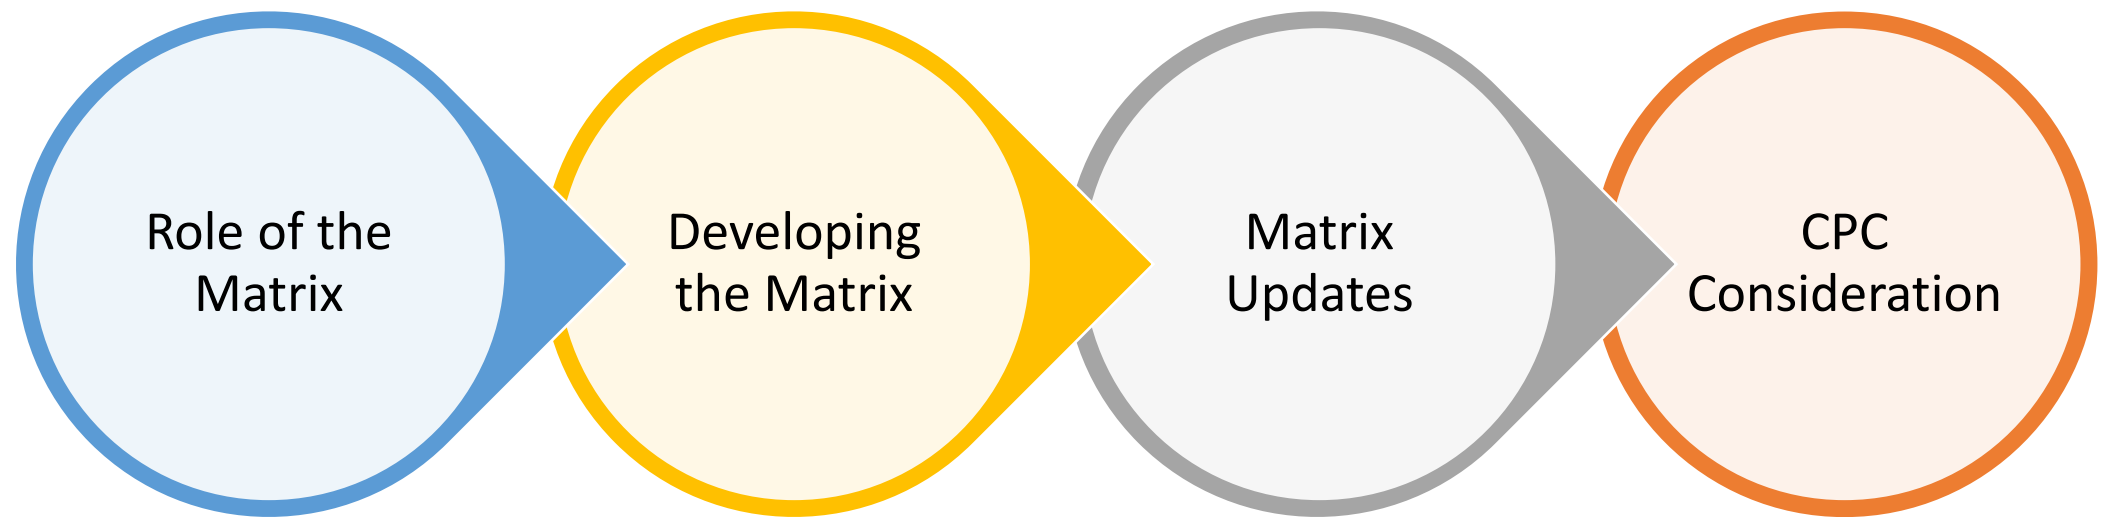 Role of the
Matrix
Developing
the Matrix
Matrix
Updates
CPC
Consideration